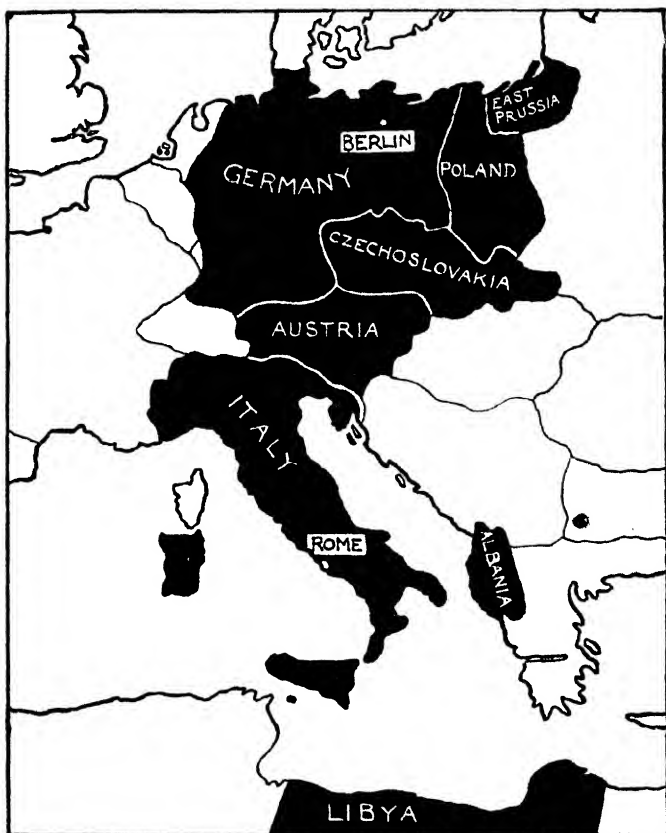 EAST
PRUSSIA
BERLIN
GERMANY
POLAND
CZECHOSLOVAKIA
AUSTRIA
ITALY
ROME
ALBANIA
LIBYA